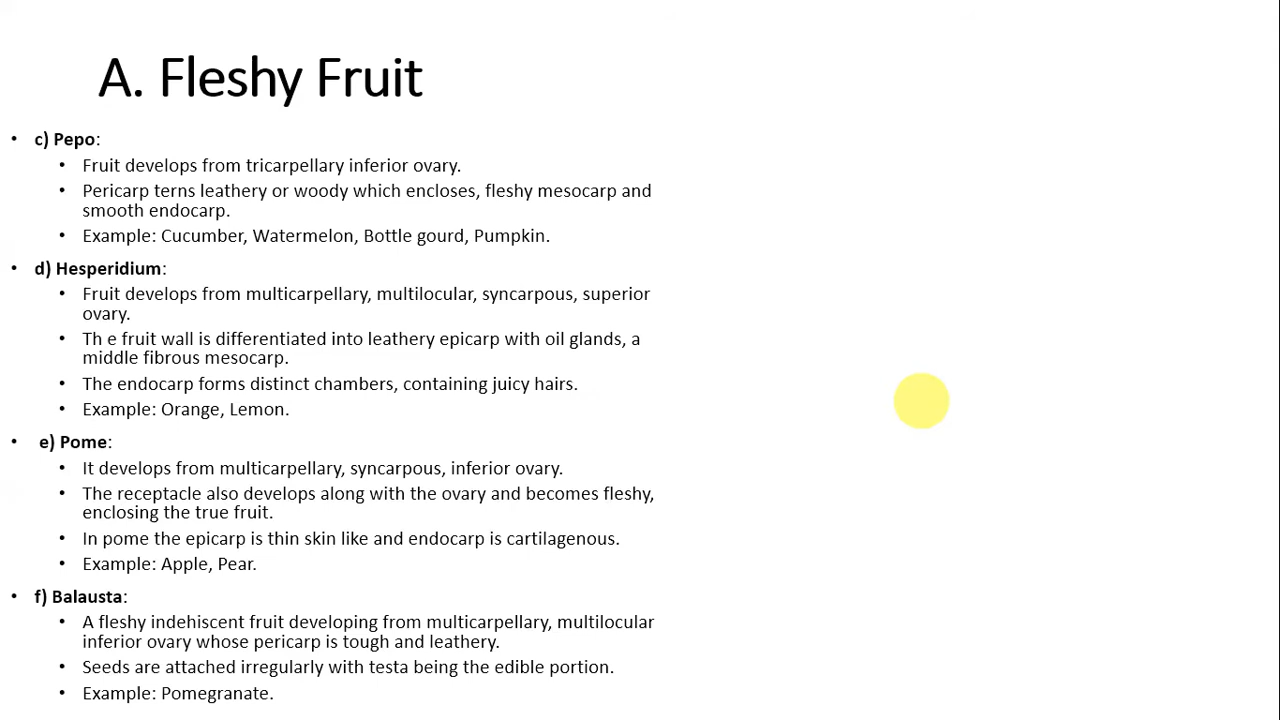 A. Fleshy Fruit
• c) Pepo:
• Fruit develops from tricarpellary inferior ovary.
• Pericarp terns leathery or woody which encloses, fleshy mesocarp and
smooth endocarp.
• Example: Cucumber, Watermelon, Bottle gourd, Pumpkin.
• d) Hesperidium:
• Fruit develops from multicarpellary, multilocular, syncarpous, superior
ovary.
• Th e fruit wall is differentiated into leathery epicarp with oil glands, a
middle fibrous mesocarp.
• The endocarp forms distinct chambers, containing juicy hairs.
• Example: Orange, Lemon.
• e) Pome:
• It develops from multicarpellary, syncarpous, inferior ovary.
• The receptacle also develops along with the ovary and becomes fleshy,
enclosing the true fruit.
• In pome the epicarp is thin skin like and endocarp is cartilagenous.
• Example: Apple, Pear.
• f) Balausta:
• A fleshy indehiscent fruit developing from multicarpellary, multilocular
inferior ovary whose pericarp is tough and leathery.
• Seeds are attached irregularly with testa being the edible portion.
• Example: Pomegranate.